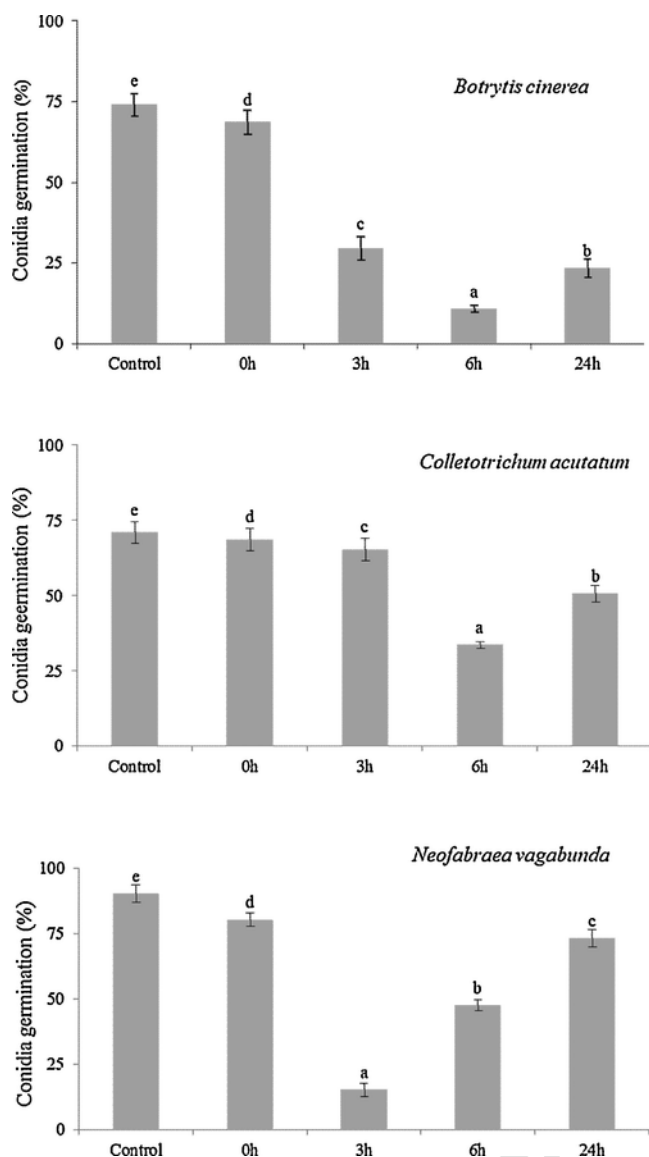 100
Botrytis cinerea
e
d
75
Conidia germination (%)
50
c
b
25
a
0
Control 0h 3h 6h 24h
100
Colletotrichum acutatum
e
d
c
75
Conidia geermination (%)
b
50
a
25
0
Control 0h 3h 6h 24h
Neofabraea vagabunda
100
e
d
c
75
Conidia germination (%)
b
50
a
25
0
Control 0h 3h 6h 24h